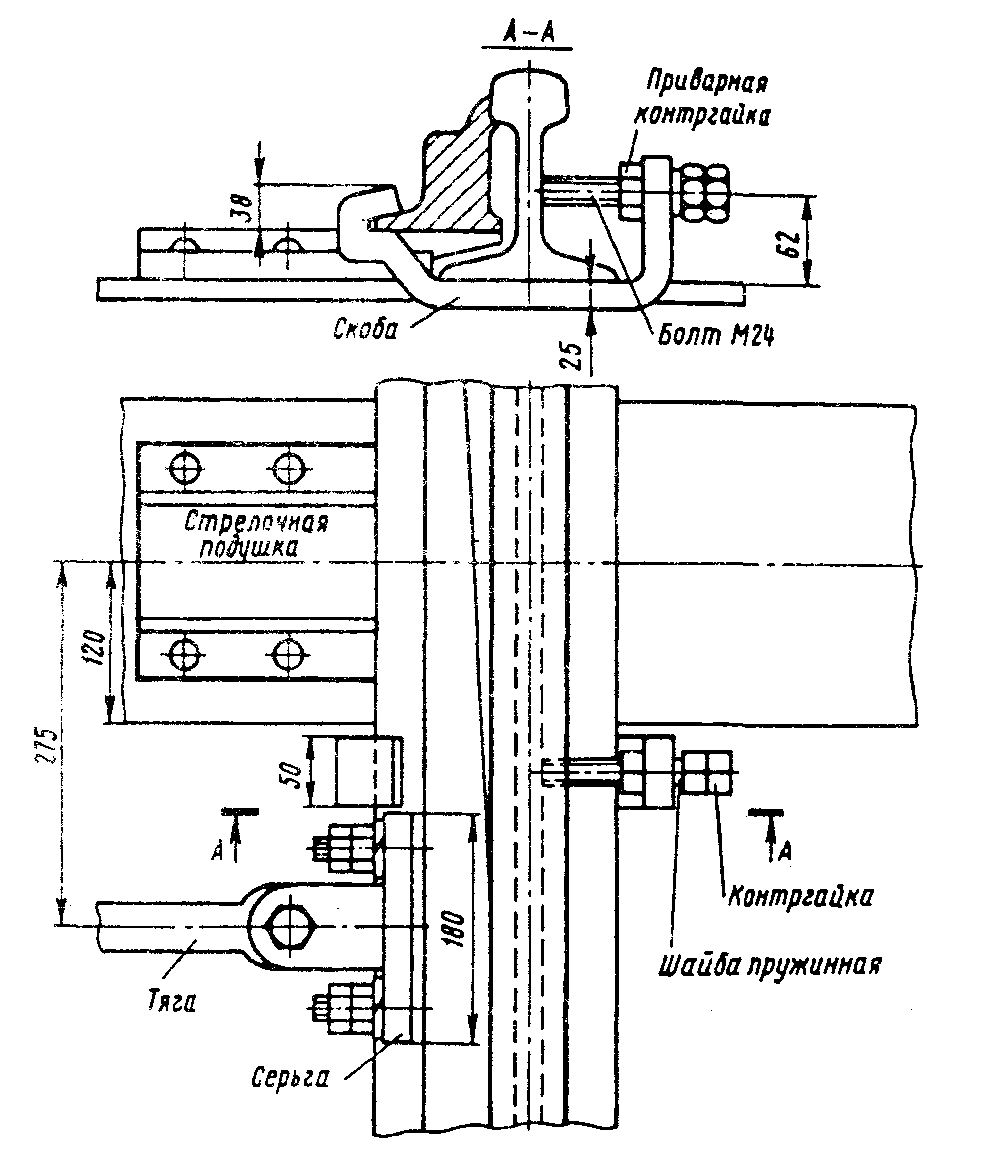 А-А
Приварная
контргайка
38
62
Скоба
25
Болт М24
Стрелочная
подушка
120
275
50
А
А
180
Контргайка
Шайба пружинная
Тяга
Серьга